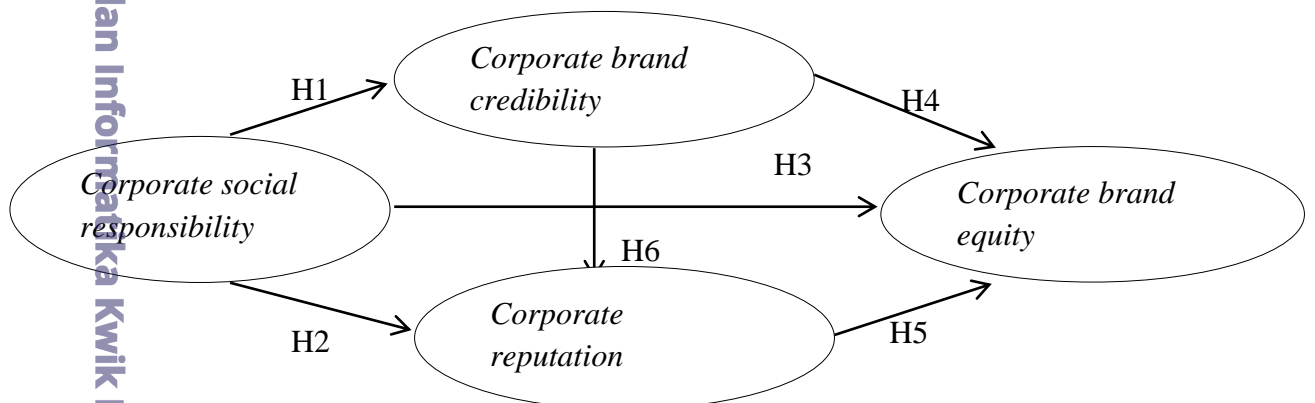 Corporate brand
credibility
H1
H4
H3
Corporate social
responsibility
Corporate brand
equity
H6
Corporate
reputation
H2
H5
dan Informatika Kwik